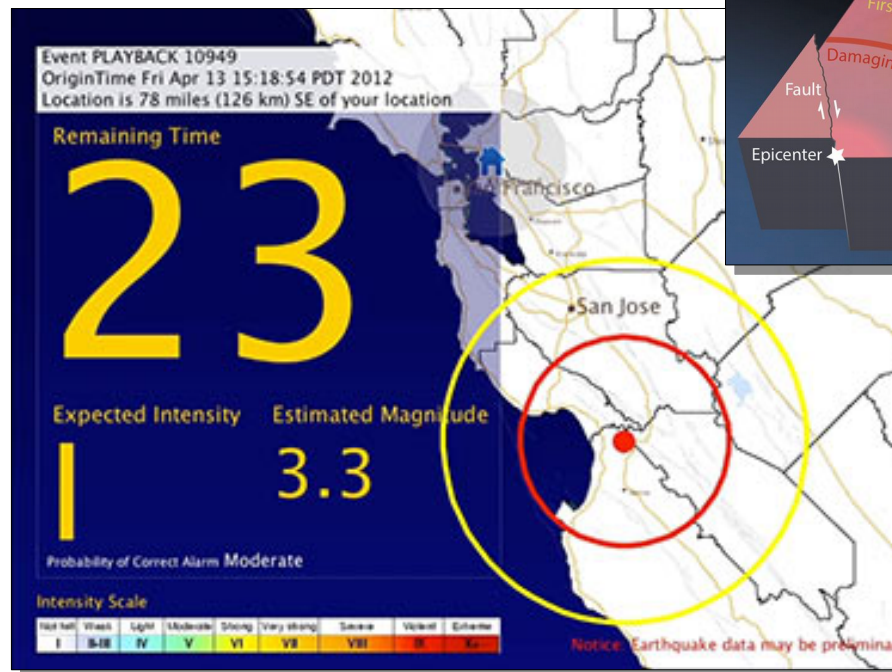 Event PLAYBACK 10949
OriginTime Fri Apr 13 15:18:54 PDT 2012
Location is 78 miles (126 km) SE of your location
Remaining Time
23
Expected Intensity
I
Estimated Magnitude
3.3
Probability of Correct Alarm Moderate
Intensity Scale
Not felt Weak Light Moderate Strong Very strong Severe Violent Extreme
I II-III IV V VI VII VIII IX X+
Francisco
San Jose
Notice: Earthquake data may be prelimina
Firs
Damagin
Fault
Epicenter